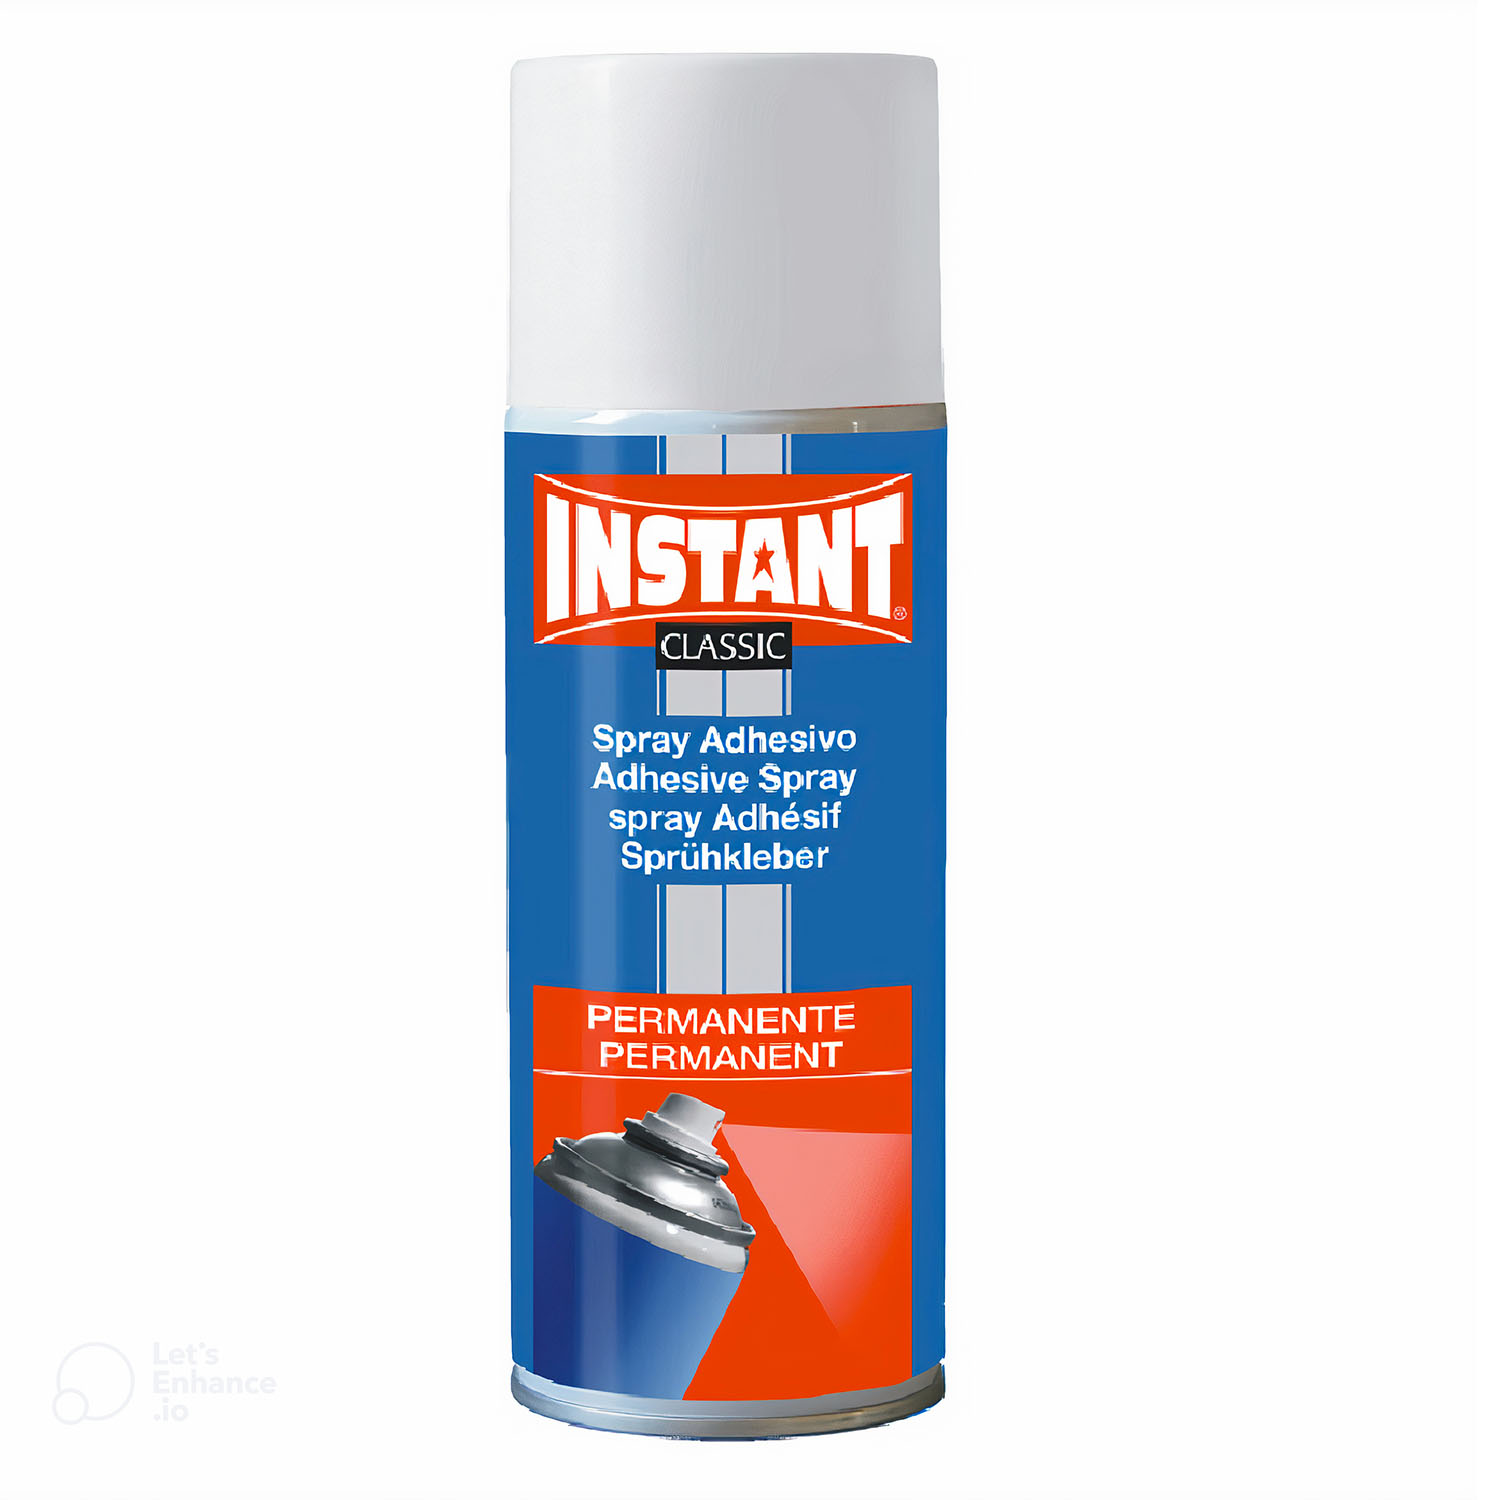 INSTANT
CLASSIC
Spray Adhesivo
Adhesive Spray
spray Adhésif
Sprühkleber
PERMANENTE
PERMANENT
Let's
Enhance
.io